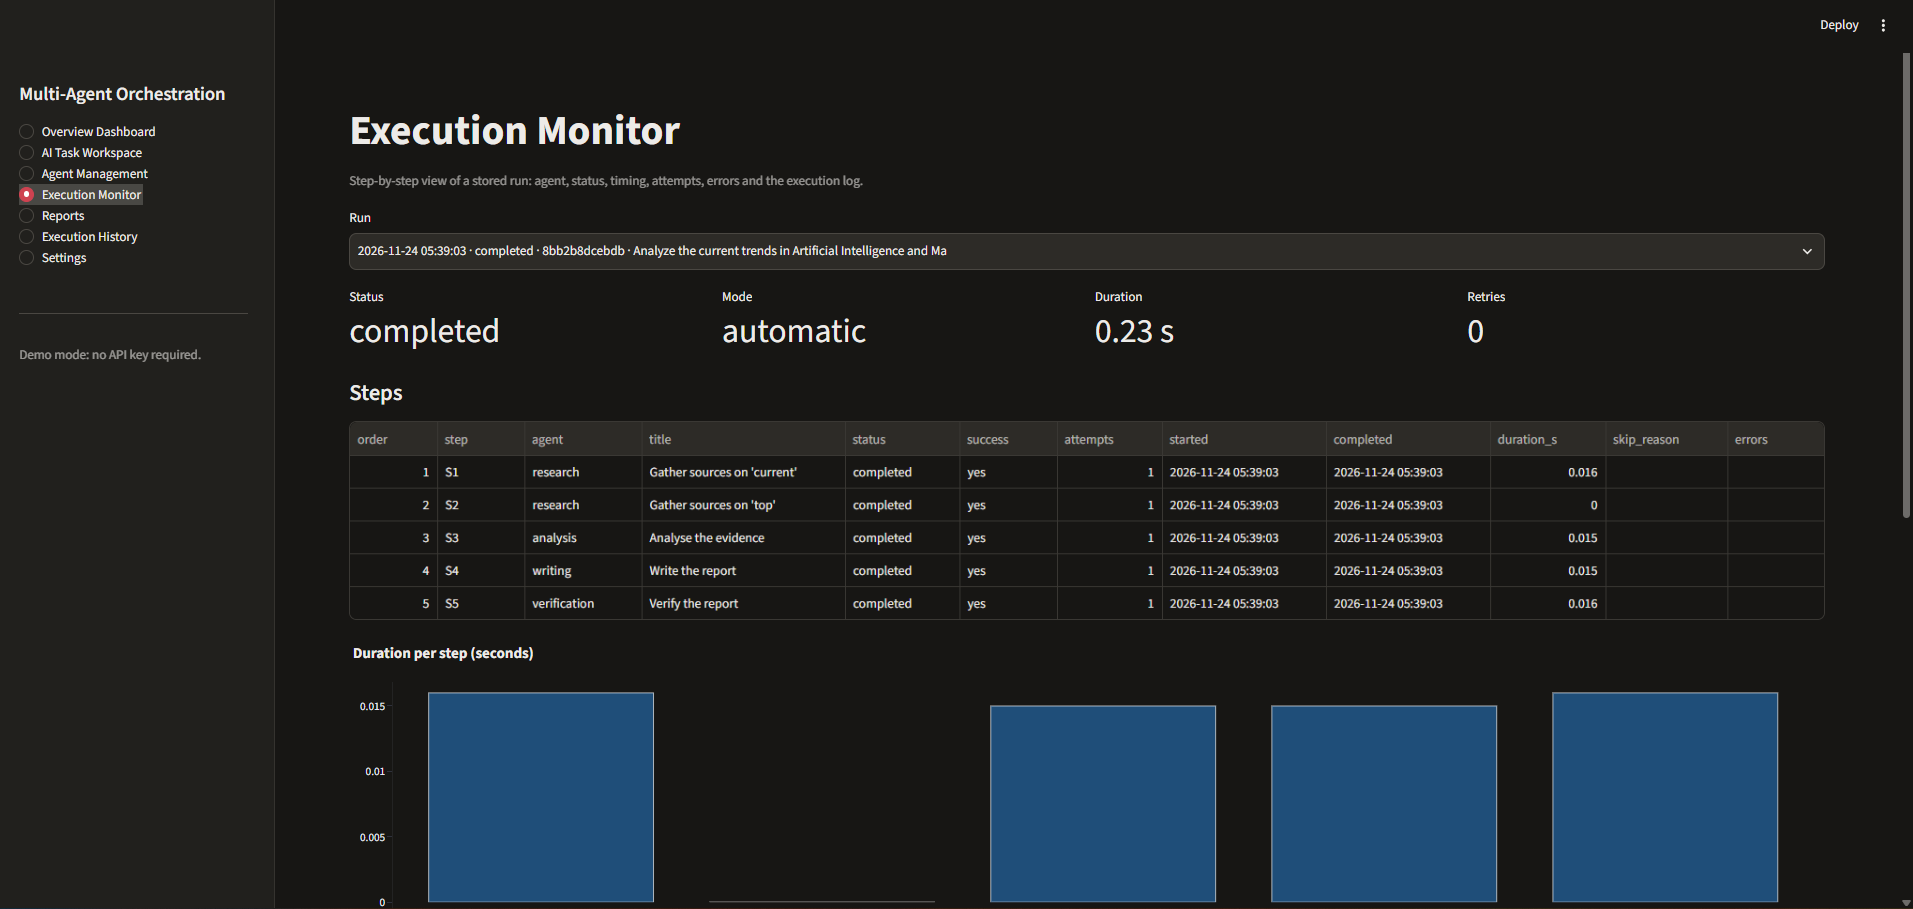 Deploy
Multi-Agent Orchestration
Overview Dashboard
AI Task Workspace
Agent Management
Execution Monitor
Reports
Execution History
Settings
Demo mode: no API key required.
Execution Monitor
Step-by-step view of a stored run: agent, status, timing, attempts, errors and the execution log.
Run
2026-11-24 05:39:03 · completed · 8bb2b8dcebdb · Analyze the current trends in Artificial Intelligence and Ma
Status Mode Duration Retries
completed automatic 0.23 s 0
Steps
order step agent title status success attempts started completed duration_s skip_reason errors
1 S1 research Gather sources on 'current' completed yes 1 2026-11-24 05:39:03 2026-11-24 05:39:03 0.016
2 S2 research Gather sources on 'top' completed yes 1 2026-11-24 05:39:03 2026-11-24 05:39:03 0
3 S3 analysis Analyse the evidence completed yes 1 2026-11-24 05:39:03 2026-11-24 05:39:03 0.015
4 S4 writing Write the report completed yes 1 2026-11-24 05:39:03 2026-11-24 05:39:03 0.015
5 S5 verification Verify the report completed yes 1 2026-11-24 05:39:03 2026-11-24 05:39:03 0.016
Duration per step (seconds)
0.015
0.01
0.005
0